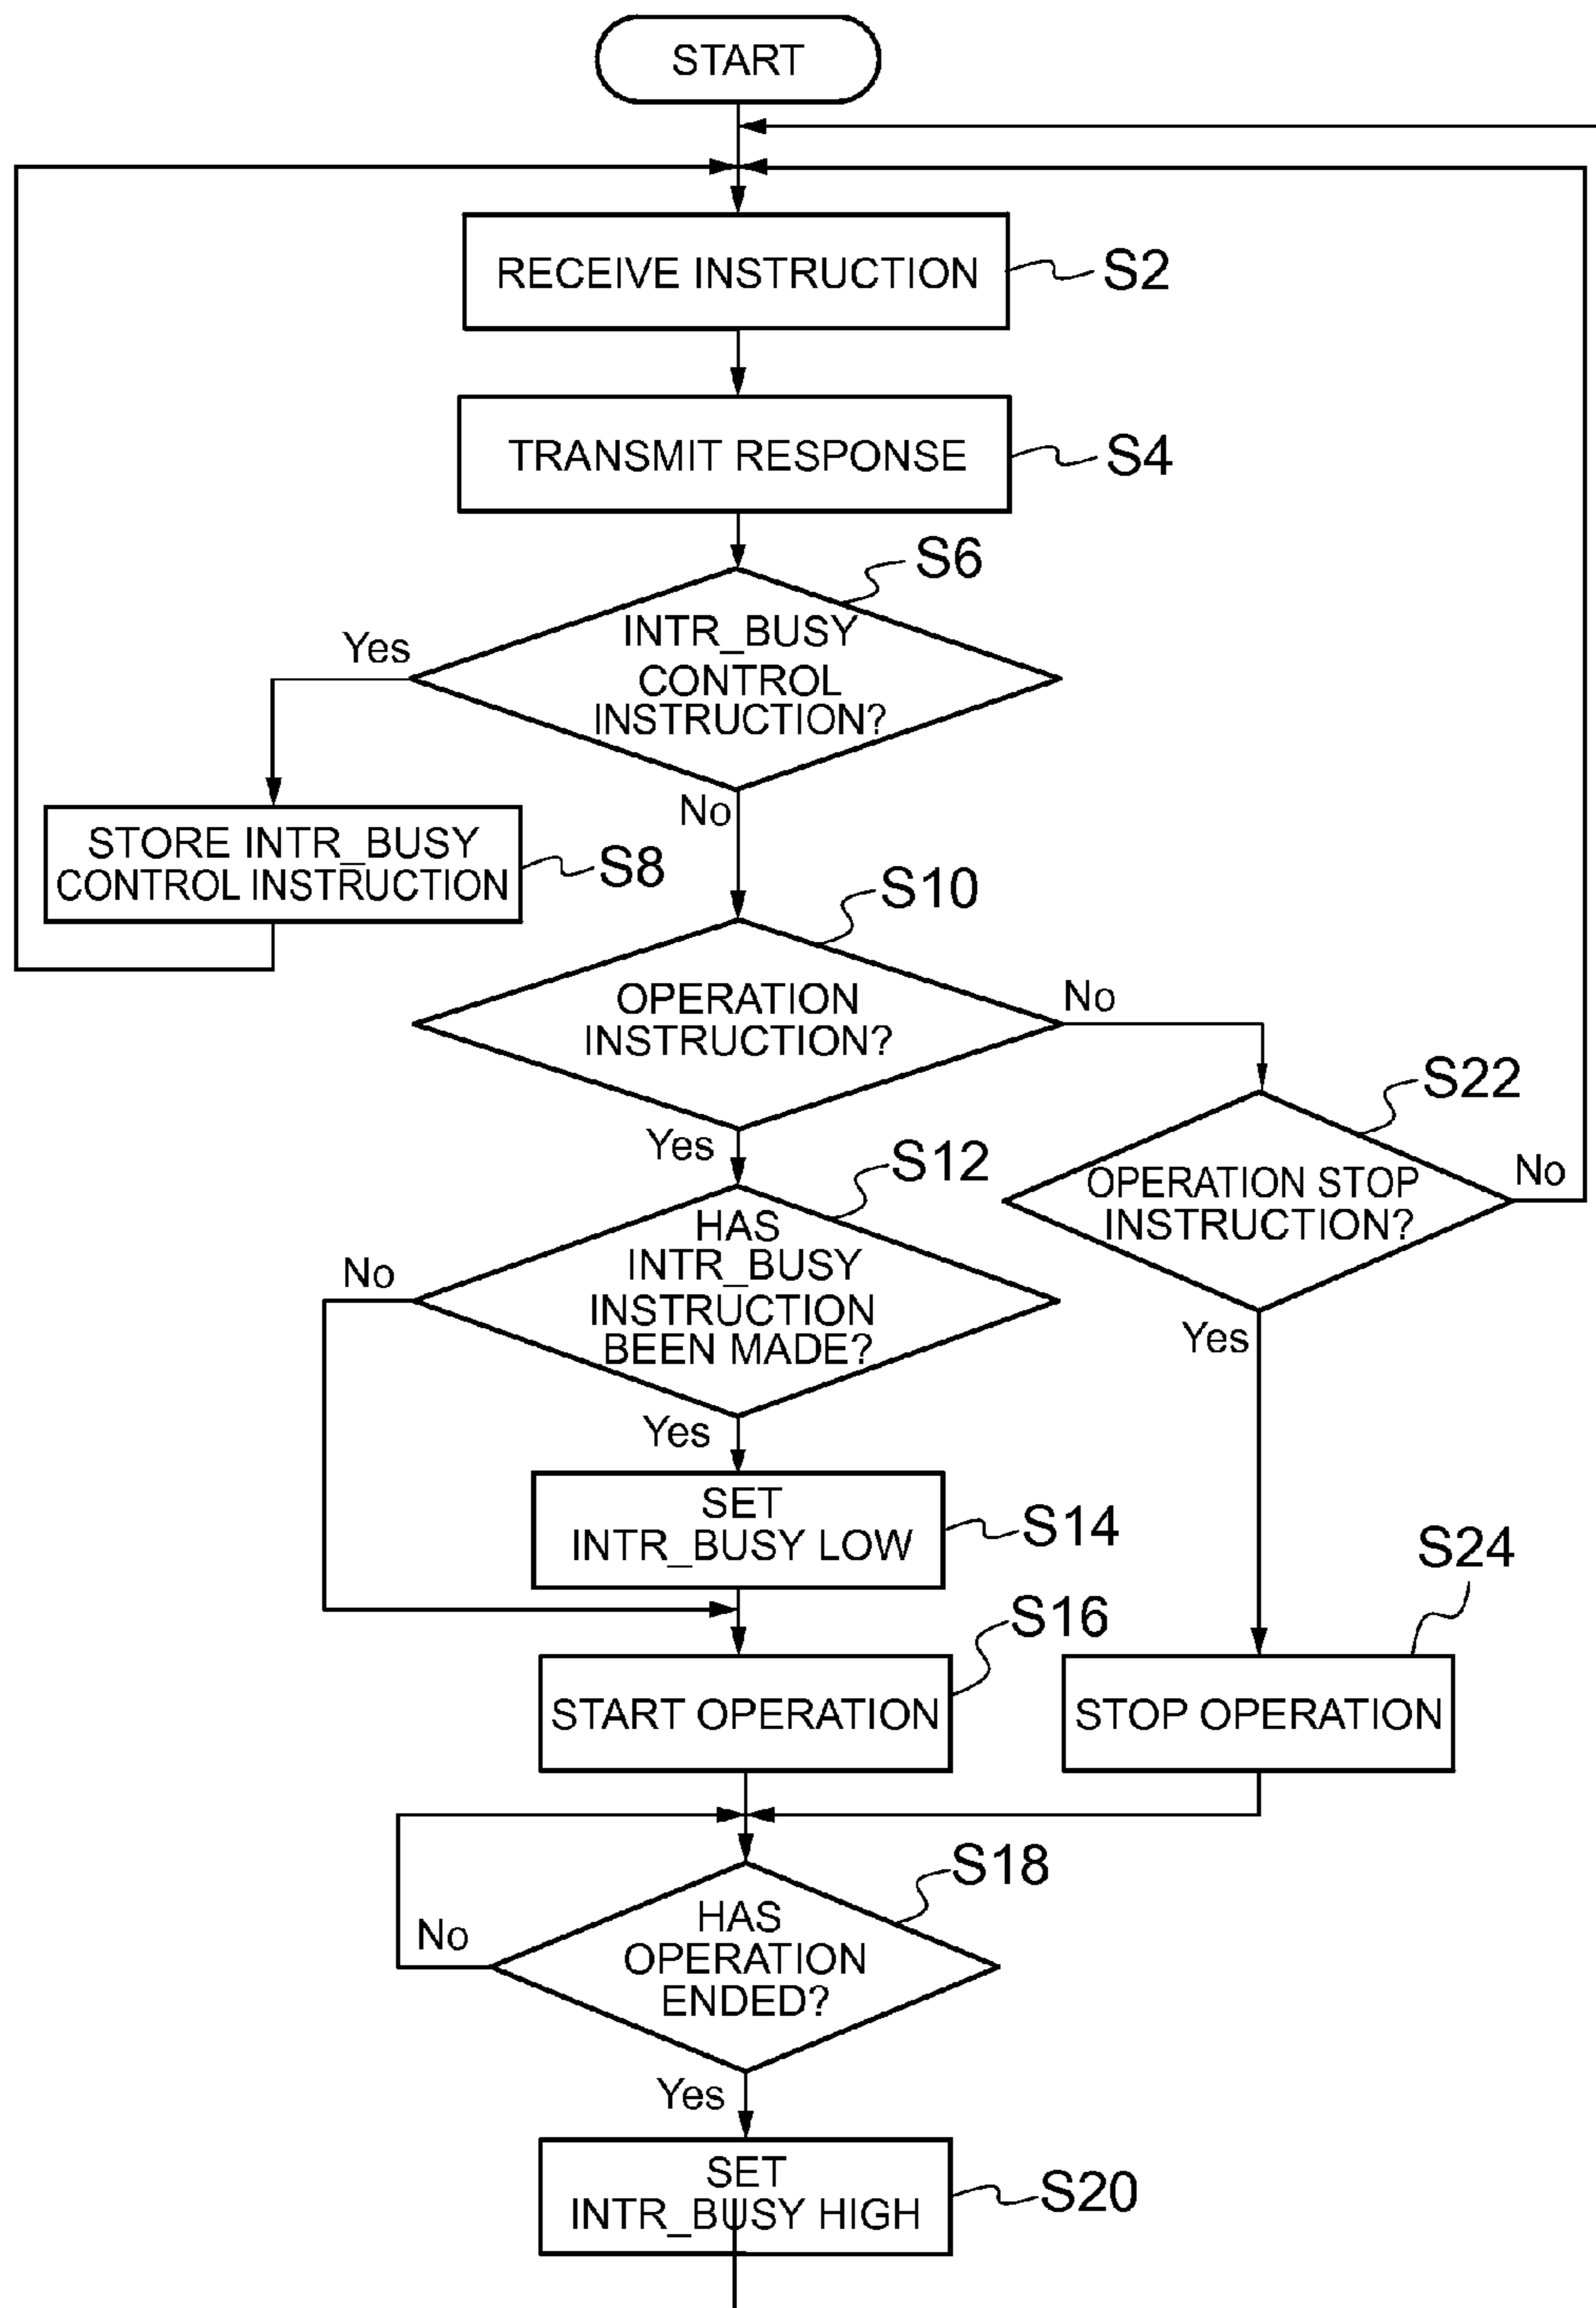 START
RECEIVE INSTRUCTION
S2
TRANSMIT RESPONSE
S4
S6
INTR_BUSY
CONTROL
INSTRUCTION?
Yes
No
STORE INTR_BUSY
CONTROL INSTRUCTION
S8
S10
OPERATION
INSTRUCTION?
No
Yes
S22
OPERATION STOP
INSTRUCTION?
No
Yes
S12
HAS
INTR_BUSY
INSTRUCTION
BEEN MADE?
No
Yes
SET
INTR_BUSY LOW
S14
S16
START OPERATION
S24
STOP OPERATION
S18
HAS
OPERATION
ENDED?
No
Yes
SET
INTR_BUSY HIGH
S20